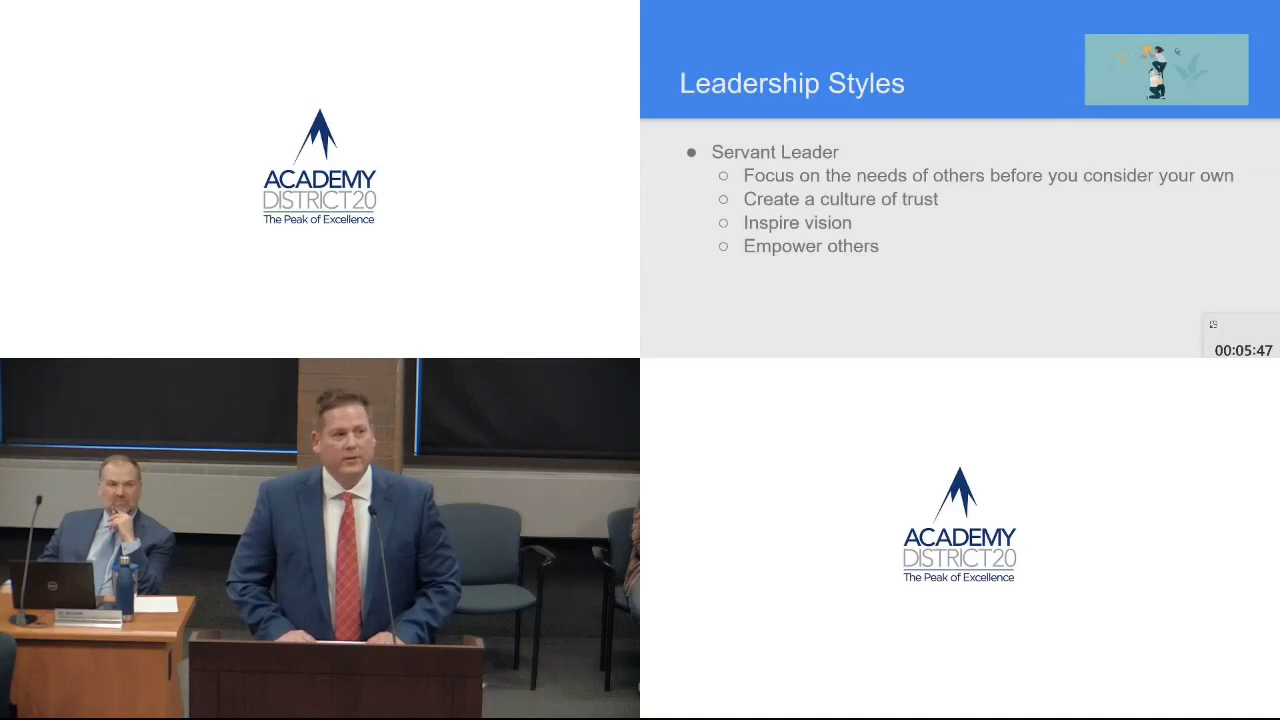 ACADEMY
DISTRICT20
The Peak of Excellence
Leadership Styles
● Servant Leader
○ Focus on the needs of others before you consider your own
○ Create a culture of trust
○ Inspire vision
○ Empower others
00:05:47
ACADEMY
DISTRICT20
The Peak of Excellence